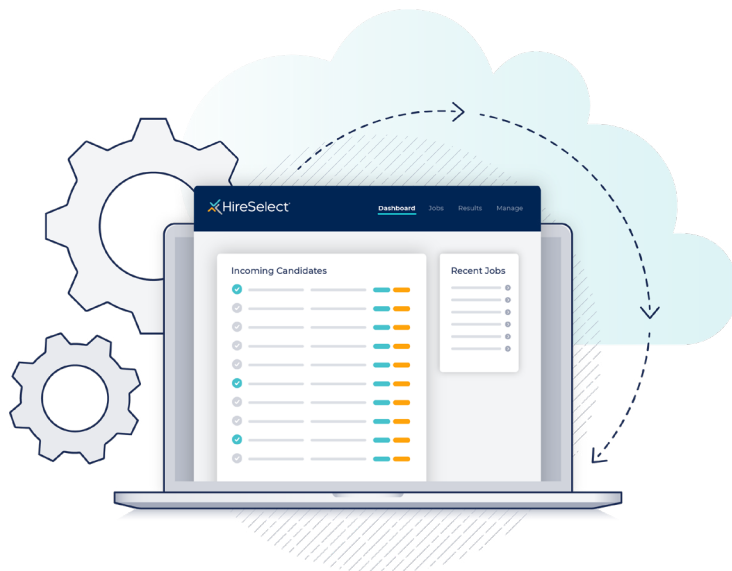 HireSelect
Dashboard Jobs Results Manage
Incoming Candidates
Recent Jobs